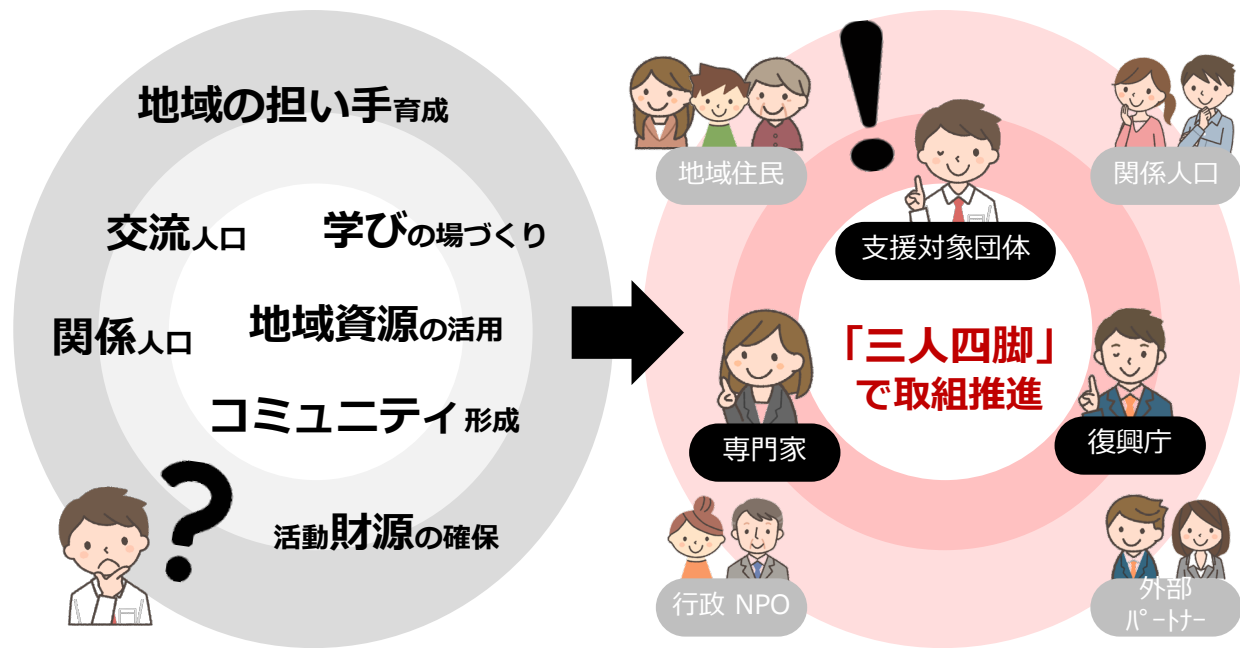 地域の担い手育成
交流人口
学びの場づくり
関係人口
地域資源の活用
コミュニティ 形成
?
活動財源の確保
!
地域住民
関係人口
支援対象団体
「三人四脚」
で取組推進
専門家
復興庁
行政 NPO
外部
ﾊﾟｰﾄﾅｰ